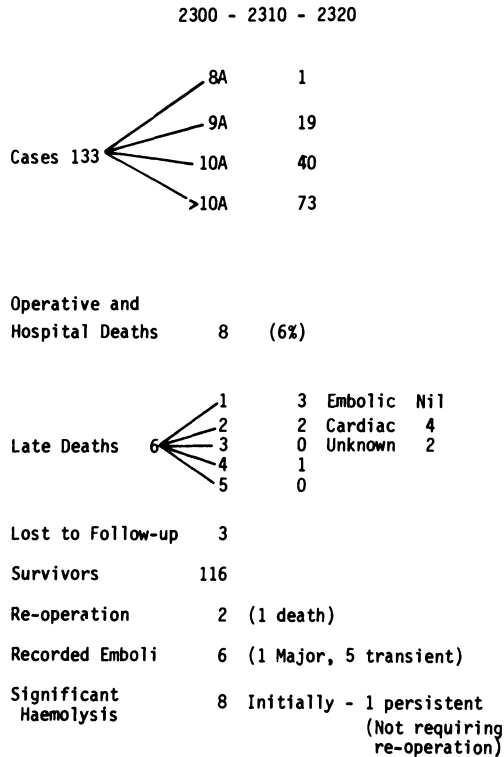 2300 - 2310 - 2320
8A 1
9A 19
Cases 133
10A 40
>10A 73
Operative and
Hospital Deaths 8 (6%)
1 3 Embolic Nil
2 2 Cardiac 4
Late Deaths 6 3 0 Unknown 2
4 1
5 0
Lost to Follow-up 3
Survivors 116
Re-operation 2 (1 death)
Recorded Emboli 6 (1 Major, 5 transient)
Significant
Haemolysis 8 Initially - 1 persistent
(Not requiring
re-operation)